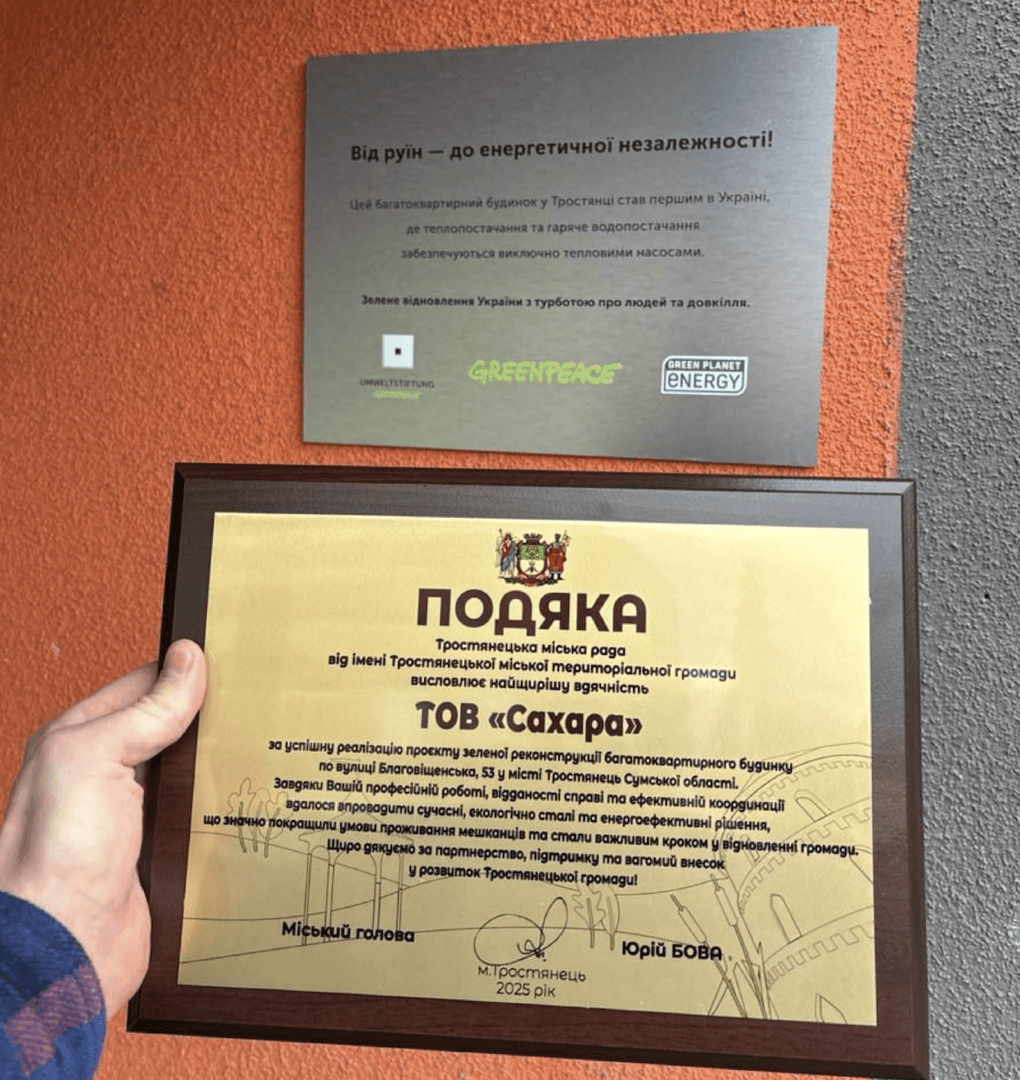 Від руїн — до енергетичної незалежності!
Цей багатоквартирний будинок у Тростянці став першим в Україні,
де теплопостачання та гаряче водопостачання
забезпечуються виключно тепловими насосами.
Зелене відновлення України з турботою про людей та довкілля.
UMWELTSTIFTUNG
GREENPEACE
GREENPEACE
GREEN PLANET
ENERGY
ПОДЯКА
Тростянецька міська рада
від імені Тростянецької міської територіальної громади
висловлює найщирішу вдячність
ТОВ «Сахара»
за успішну реалізацію проєкту зеленої реконструкції багатоквартирного будинку
по вулиці Благовіщенська, 53 у місті Тростянець Сумської області.
Завдяки Вашій професійній роботі, відданості справі та ефективній координації
вдалося впровадити сучасні, екологічно сталі та енергоефективні рішення,
що значно покращили умови проживання мешканців та стали важливим кроком у відновленні громади.
Щиро дякуємо за партнерство, підтримку та вагомий внесок
у розвиток Тростянецької громади!
Міський голова
Юрій БОВА
м.Тростянець
2025 рік